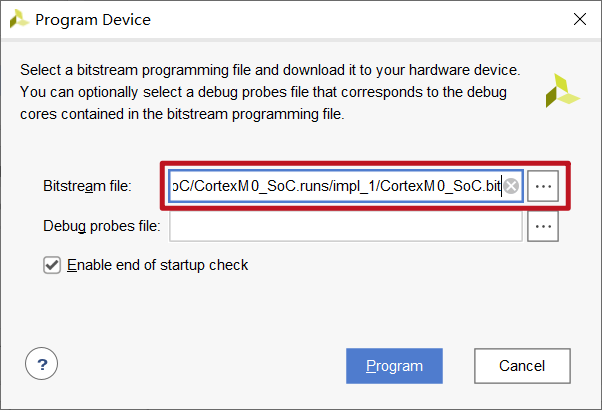 Program Device
Select a bitstream programming file and download it to your hardware device.
You can optionally select a debug probes file that corresponds to the debug
cores contained in the bitstream programming file.
Bitstream file: oC/CortexM0_SoC.runs/impl_1/CortexM0_SoC.bit ...
Debug probes file: ...
Enable end of startup check
? Program Cancel